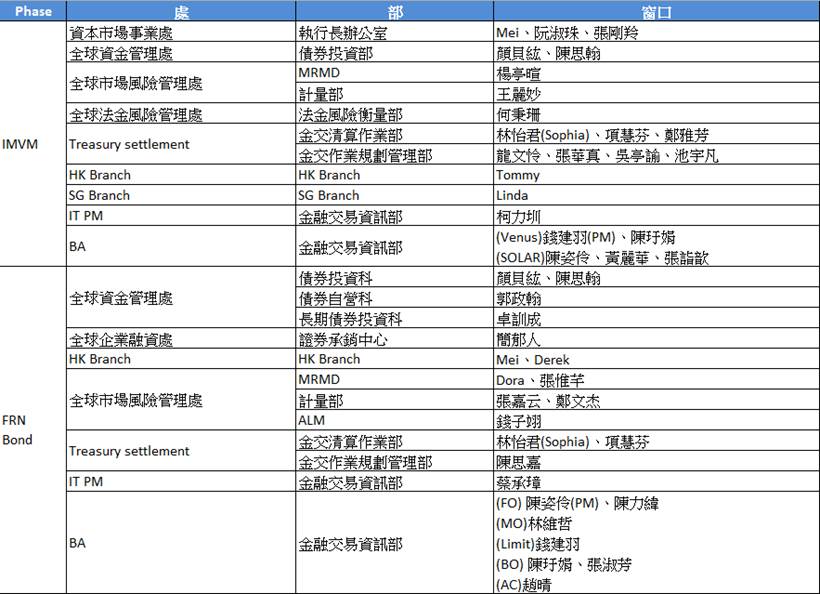 Phase 處 部 窗口
IMVM 資本市場事業處 執行長辦公室 Mei、阮淑珠、張剛羚
全球資金管理處 債券投資部 顏貝紘、陳思翰
全球市場風險管理處 MRMD 楊亭暄
計量部 王麗妙
全球法金風險管理處 法金風險衡量部 何秉珊
Treasury settlement 金交清算作業部 林怡君(Sophia)、項慧芬、鄭雅芳
金交作業規劃管理部 龍文怜、張華真、吳亭諭、池宇凡
HK Branch HK Branch Tommy
SG Branch SG Branch Linda
IT PM 金融交易資訊部 柯力圳
BA 金融交易資訊部 (Venus)錢建羽(PM)、陳玗娟
(SOLAR)陳姿伶、黃麗華、張詣歆
FRN Bond 全球資金管理處 債券投資科 顏貝紘、陳思翰
債券自營科 郭政翰
長期債券投資科 卓訓成
全球企業融資處 證券承銷中心 簡郁人
HK Branch HK Branch Mei、Derek
全球市場風險管理處 MRMD Dora、張惟芊
計量部 張嘉云、鄭文杰
ALM 錢子翊
Treasury settlement 金交清算作業部 林怡君(Sophia)、項慧芬
金交作業規劃管理部 陳思嘉
IT PM 金融交易資訊部 蔡承璋
BA 金融交易資訊部 (FO) 陳姿伶(PM)、陳力緯
(MO)林維哲
(Limit)錢建羽
(BO) 陳玗娟、張淑芳
(AC)趙晴